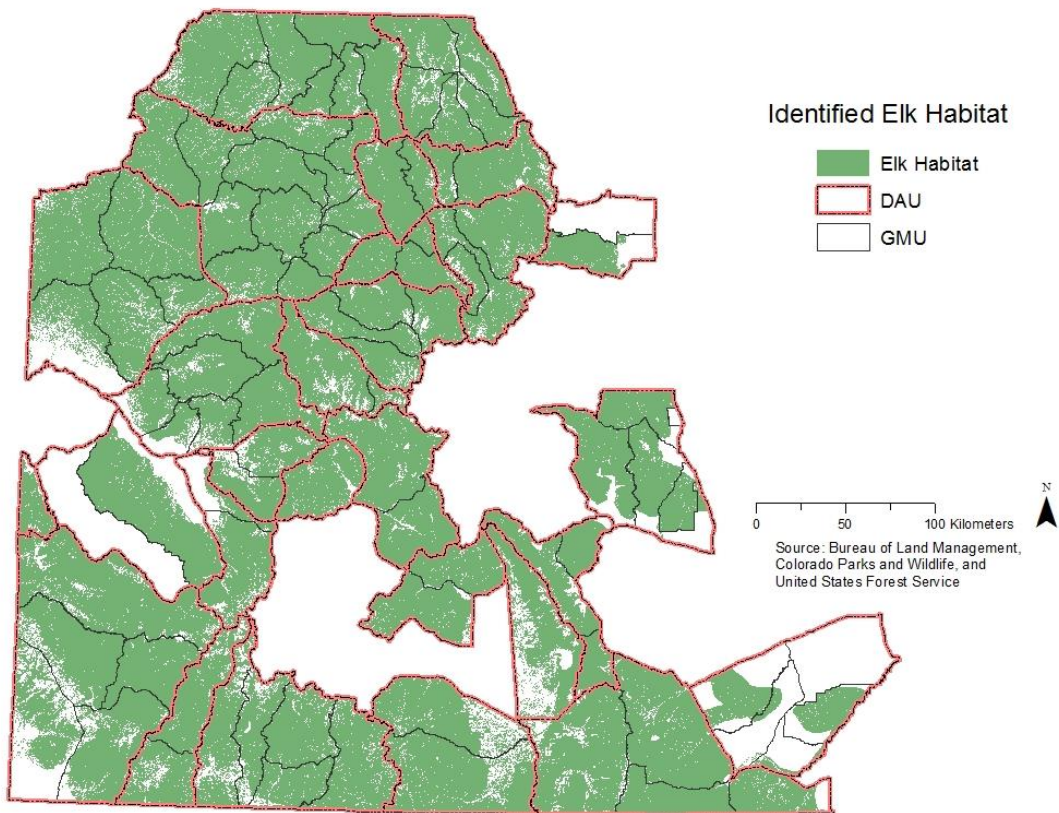 Identified Elk Habitat
Elk Habitat
DAU
GMU
N
0 50 100 Kilometers
Source: Bureau of Land Management,
Colorado Parks and Wildlife, and
United States Forest Service